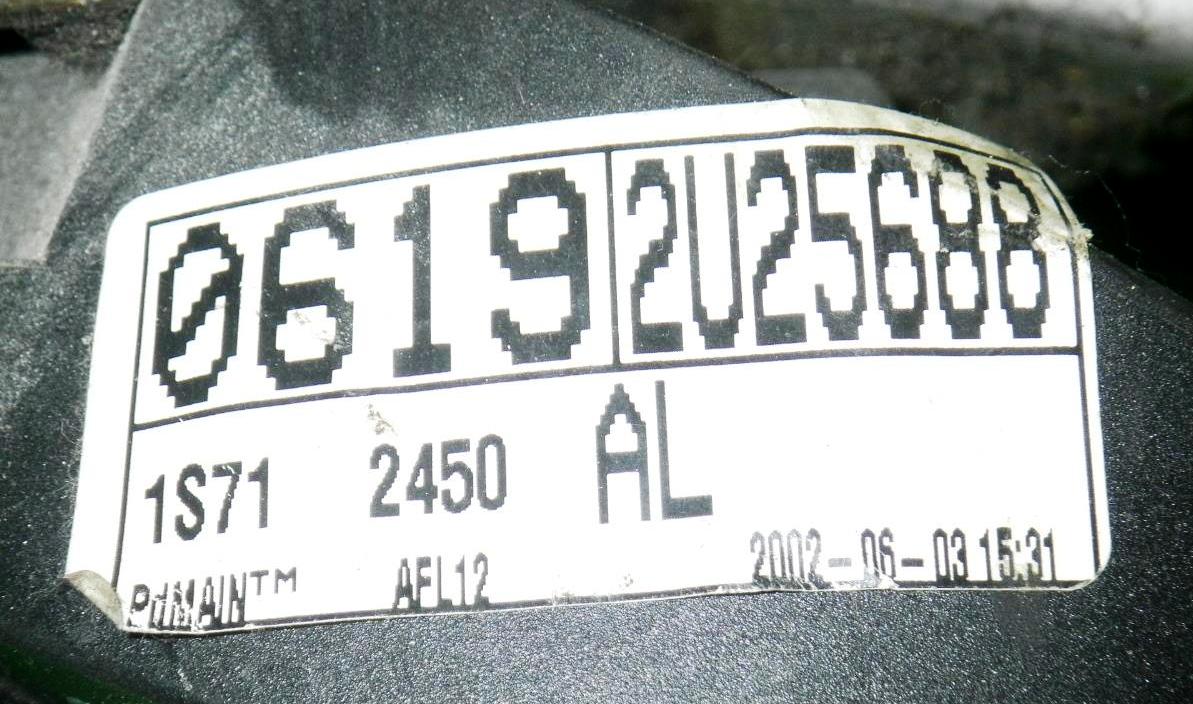 0619 2U25688
1S71 2450 AL
AFL12 2002-06-03 15:31